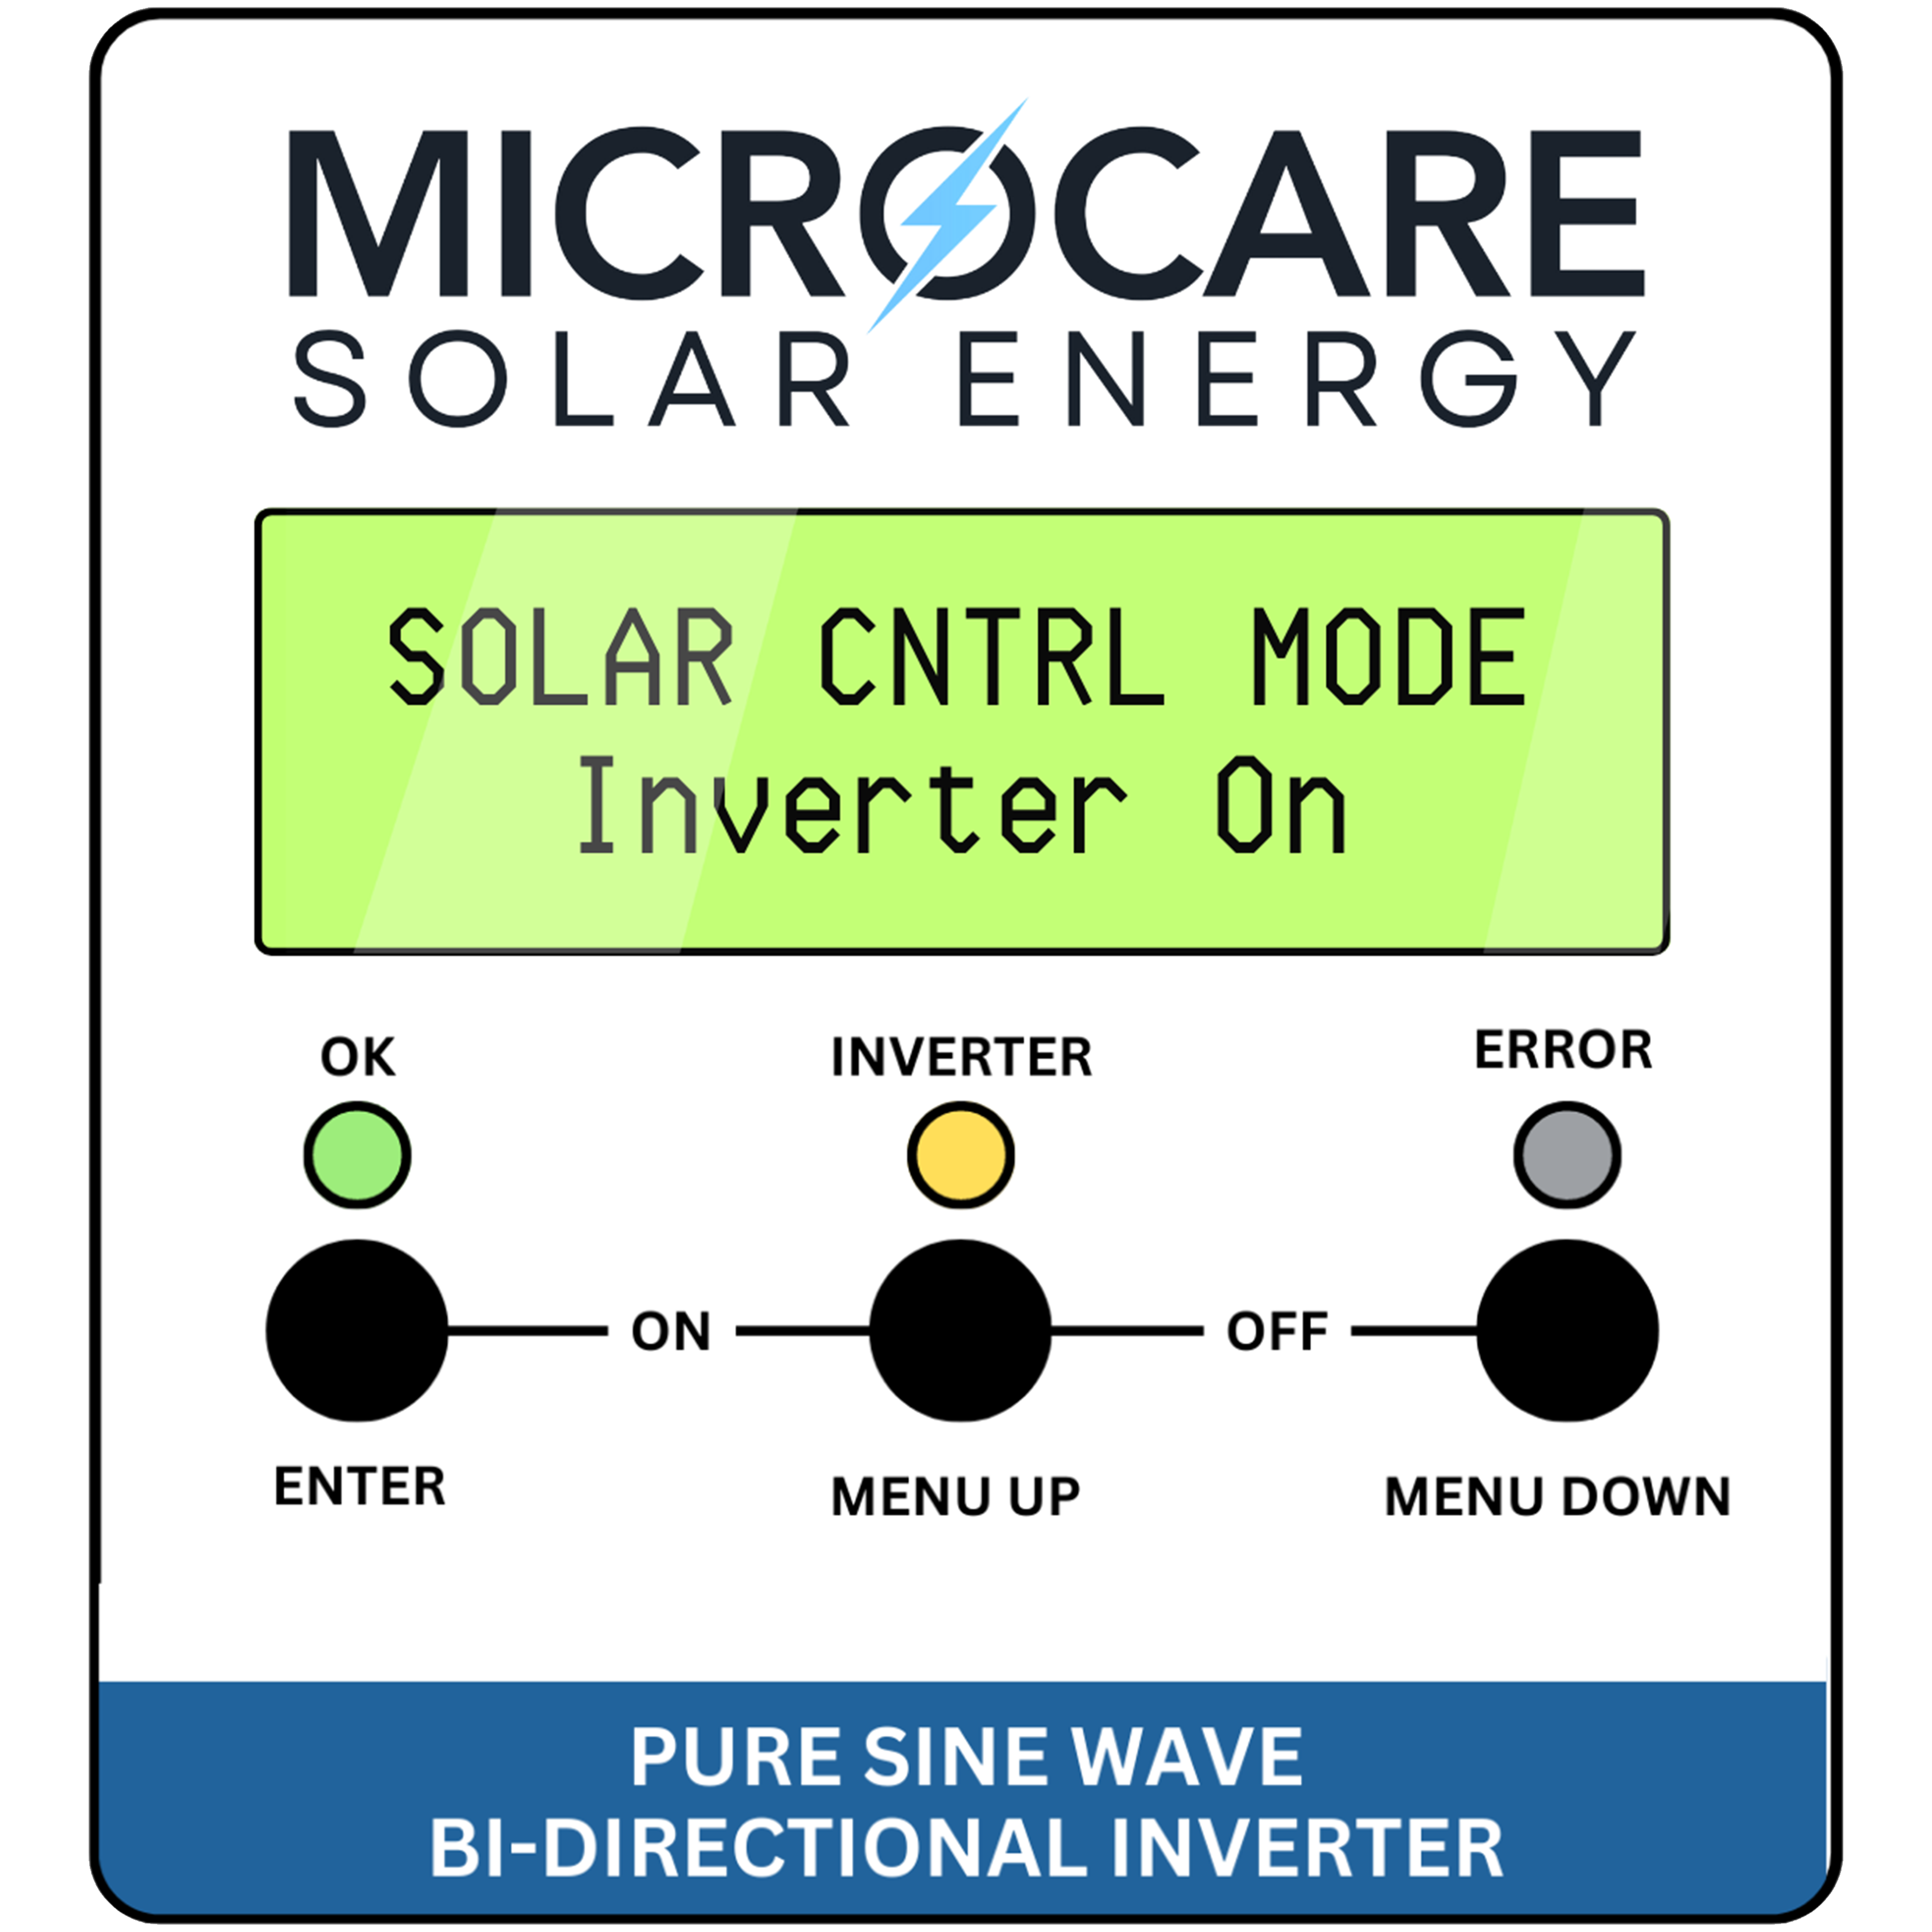 MICROCARE
SOLAR ENERGY
SOLAR CNTRL MODE
Inverter On
OK INVERTER ERROR
ON OFF
ENTER MENU UP MENU DOWN
PURE SINE WAVE
BI-DIRECTIONAL INVERTER